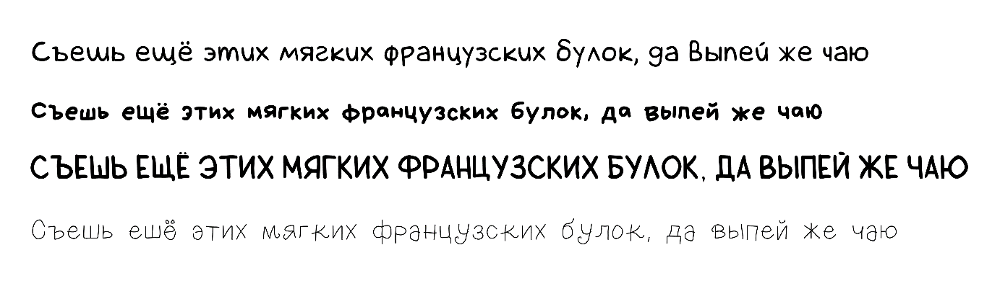 Съешь ещё этих мягких французских булок, да выпей же чаю
Съешь ещё этих мягких французских булок, да выпей же чаю
СЪЕШЬ ЕЩЁ ЭТИХ МЯГКИХ ФРАНЦУЗСКИХ БУЛОК, ДА ВЫПЕЙ ЖЕ ЧАЮ
Съешь ешё этих мягких французских булок, да выпей же чаю